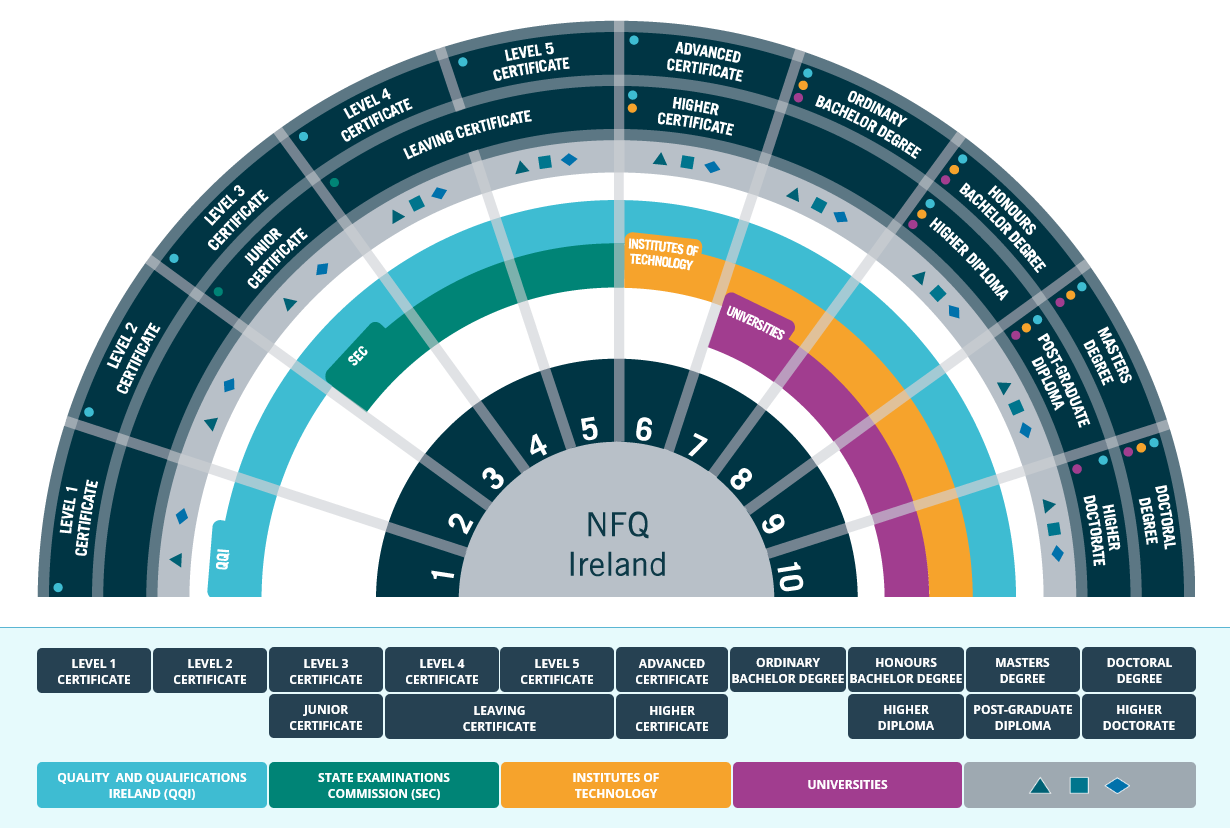 LEVEL 1
CERTIFICATE
LEVEL 2
CERTIFICATE
LEVEL 3
CERTIFICATE
LEVEL 4
CERTIFICATE
LEVEL 5
CERTIFICATE
ADVANCED
CERTIFICATE
ORDINARY
BACHELOR DEGREE
HONOURS
BACHELOR DEGREE
MASTERS
DEGREE
DOCTORAL
DEGREE
JUNIOR
CERTIFICATE
LEAVING CERTIFICATE
HIGHER
CERTIFICATE
HIGHER DIPLOMA
POST-GRADUATE
DIPLOMA
HIGHER
DOCTORATE
QQI
SEC
INSTITUTES OF
TECHNOLOGY
UNIVERSITIES
1
2
3
4
5
6
7
8
9
10
NFQ
Ireland
LEVEL 1
CERTIFICATE
LEVEL 2
CERTIFICATE
LEVEL 3
CERTIFICATE
LEVEL 4
CERTIFICATE
LEVEL 5
CERTIFICATE
ADVANCED
CERTIFICATE
ORDINARY
BACHELOR DEGREE
HONOURS
BACHELOR DEGREE
MASTERS
DEGREE
DOCTORAL
DEGREE
JUNIOR
CERTIFICATE
LEAVING
CERTIFICATE
HIGHER
CERTIFICATE
HIGHER
DIPLOMA
POST-GRADUATE
DIPLOMA
HIGHER
DOCTORATE
QUALITY AND QUALIFICATIONS
IRELAND (QQI)
STATE EXAMINATIONS
COMMISSION (SEC)
INSTITUTES OF
TECHNOLOGY
UNIVERSITIES